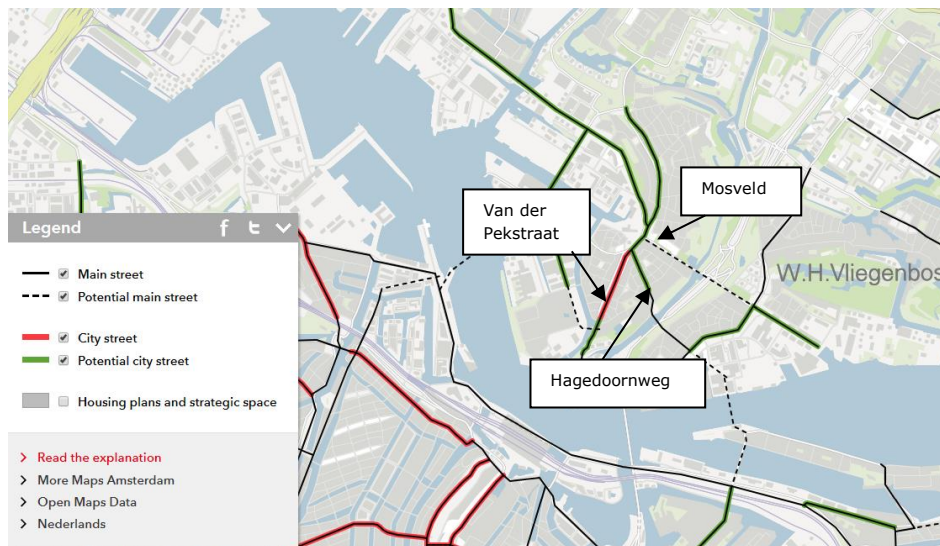 Mosveld
Van der
Pekstraat
W.H.Vliegenbos
Hagedoornweg
Legend
Main street
Potential main street
City street
Potential city street
Housing plans and strategic space
Read the explanation
More Maps Amsterdam
Open Maps Data
Nederlands